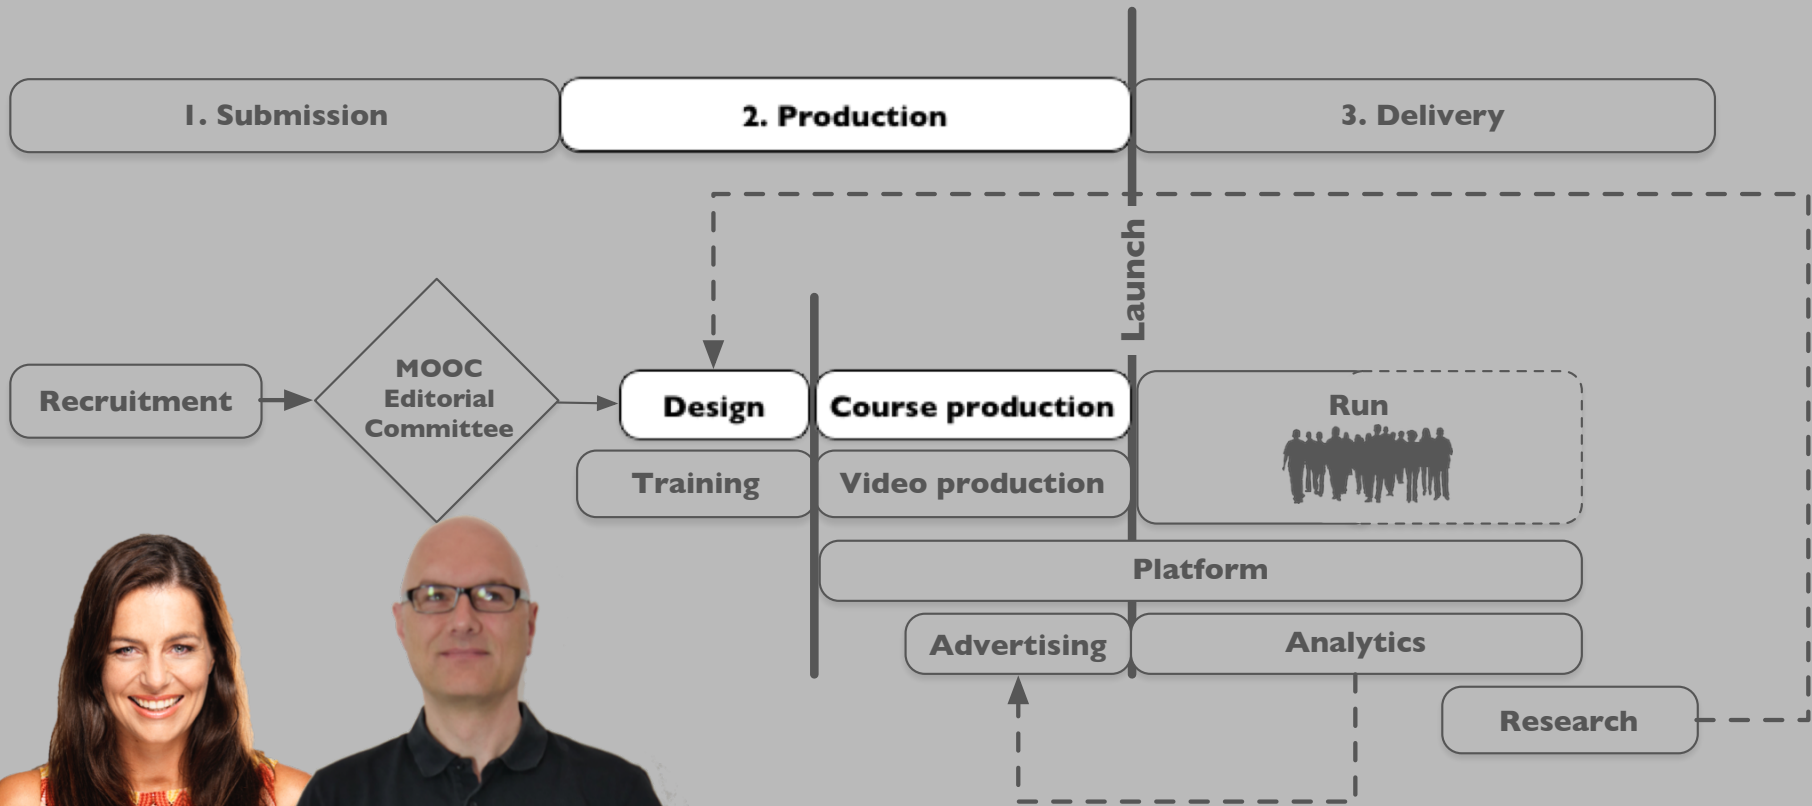 1. Submission
2. Production
3. Delivery
Launch
Recruitment
MOOC
Editorial
Committee
Design
Course production
Run
Training
Video production
Platform
Advertising
Analytics
Research